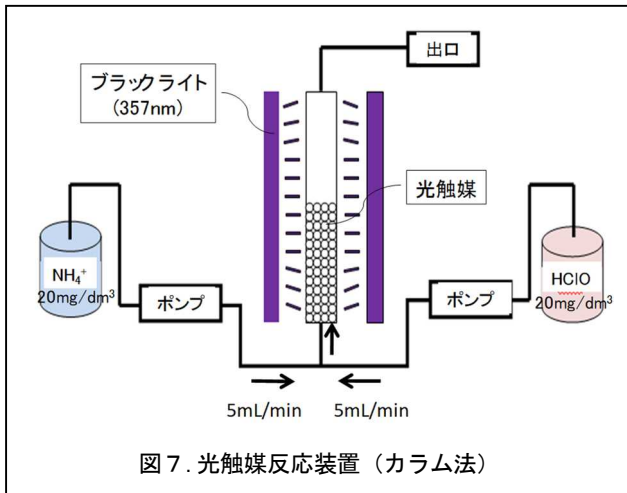 出口
ブラックライト
(357nm)
光触媒
NH₄⁺
20mg/dm³
ポンプ
ポンプ
HClO
20mg/dm³
5mL/min
5mL/min
図７. 光触媒反応装置（カラム法）